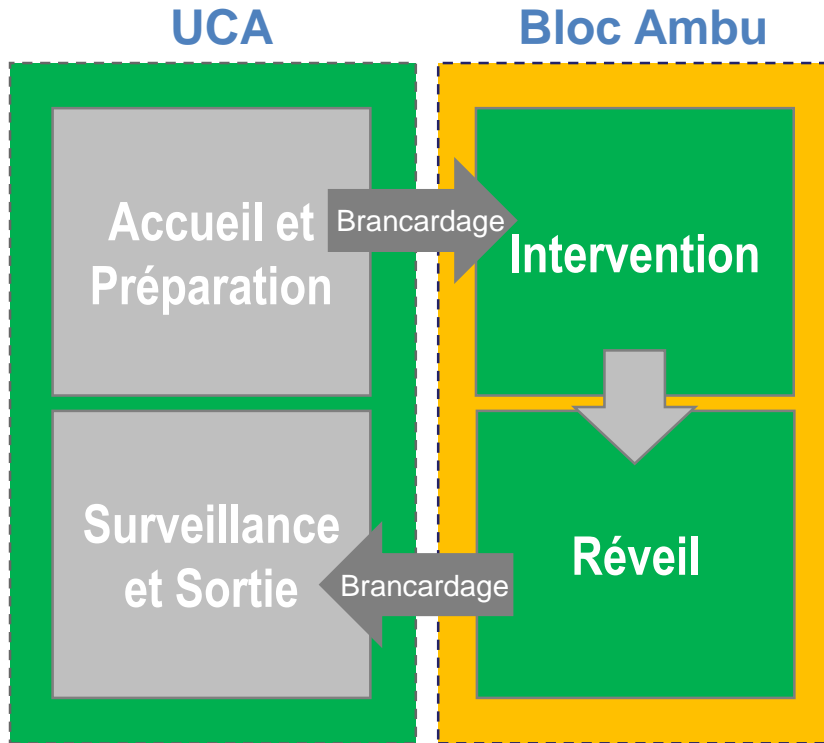 UCA
Bloc Ambu
Accueil et
Préparation
Brancardage
Intervention
Surveillance
et Sortie
Brancardage
Réveil